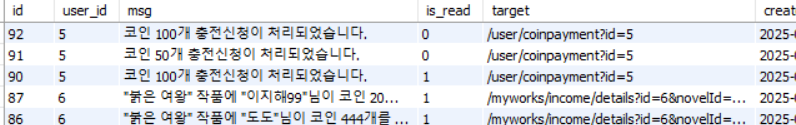 id user_id msg is_read target creat
92 5 코인 100개 충전신청이 처리되었습니다. 0 /user/coinpayment?id=5 2025-
91 5 코인 50개 충전신청이 처리되었습니다. 0 /user/coinpayment?id=5 2025-
90 5 코인 100개 충전신청이 처리되었습니다. 1 /user/coinpayment?id=5 2025-
87 6 "붉은 여왕" 작품에 "이지해99"님이 코인 20... 1 /myworks/income/details?id=6&novelId=... 2025-
86 6 "붉은 여왕" 작품에 "도도"님이 코인 444개를 ... 1 /myworks/income/details?id=6&novelId=... 2025-